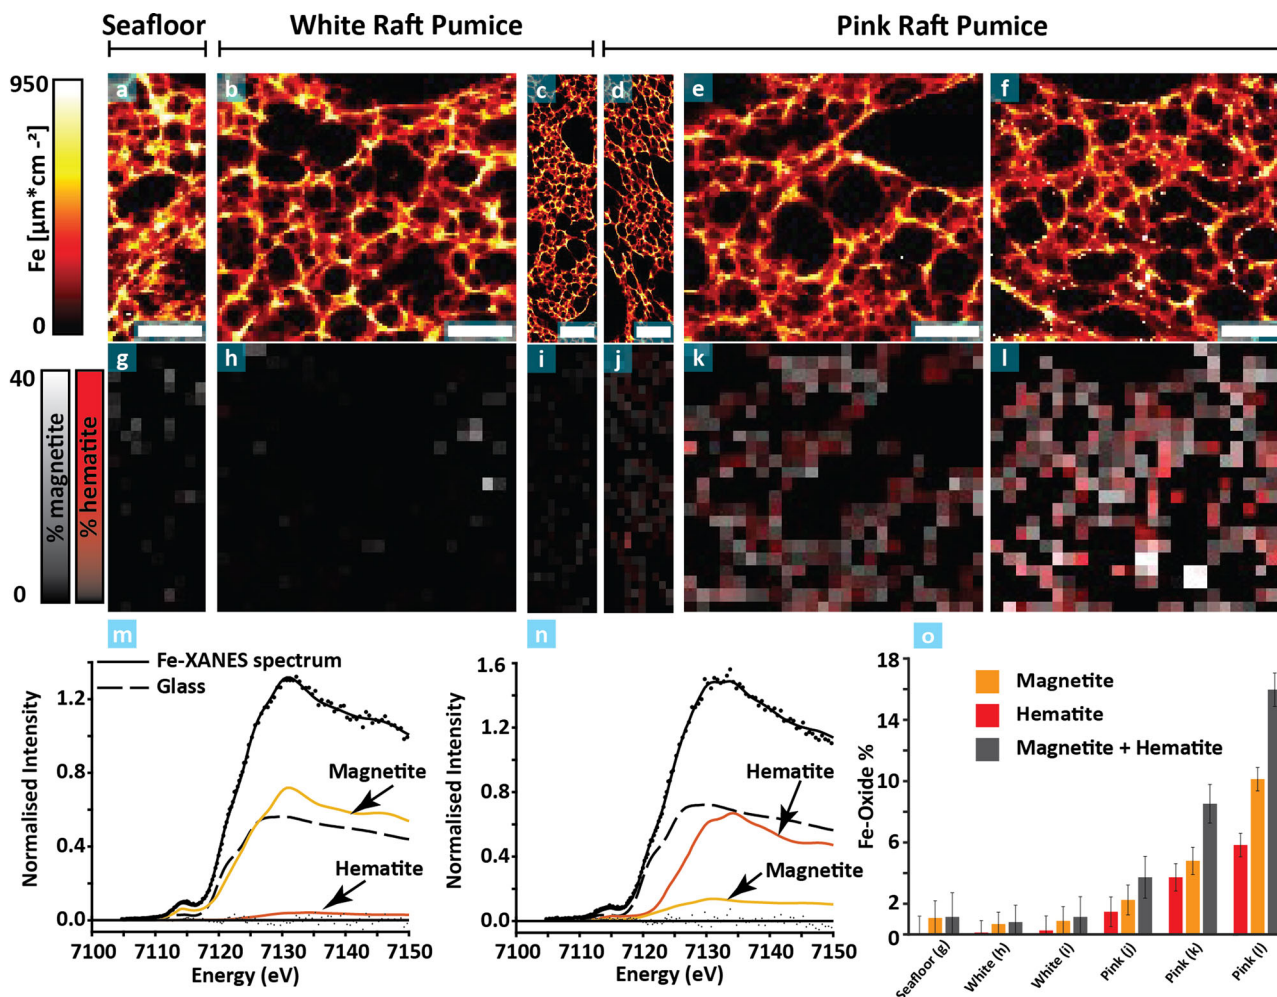 Seafloor
White Raft Pumice
Pink Raft Pumice
950
Fe [µm*cm ⁻²]
0
a
b
c
d
e
f
40
% magnetite
% hematite
0
g
h
i
j
k
l
m
Fe-XANES spectrum
Glass
1.2
0.8
0.4
0.0
Normalised Intensity
Magnetite
Hematite
7100 7110 7120 7130 7140 7150
Energy (eV)
n
1.6
1.2
0.8
0.4
0.0
Normalised Intensity
Hematite
Magnetite
7100 7110 7120 7130 7140 7150
Energy (eV)
o
18
14
10
6
2
0
Fe-Oxide %
Magnetite
Hematite
Magnetite + Hematite
Seafloor (g)
White (h)
White (i)
Pink (j)
Pink (k)
Pink (l)